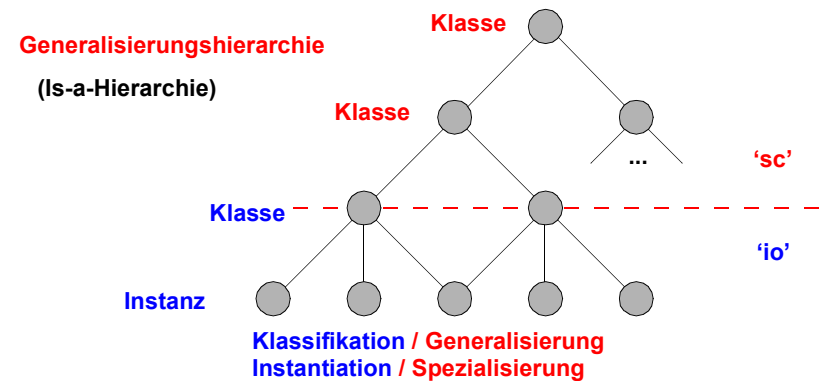 Klasse
Generalisierungshierarchie
(Is-a-Hierarchie)
Klasse
...
‘sc’
Klasse
‘io’
Instanz
Klassifikation / Generalisierung
Instantiation / Spezialisierung